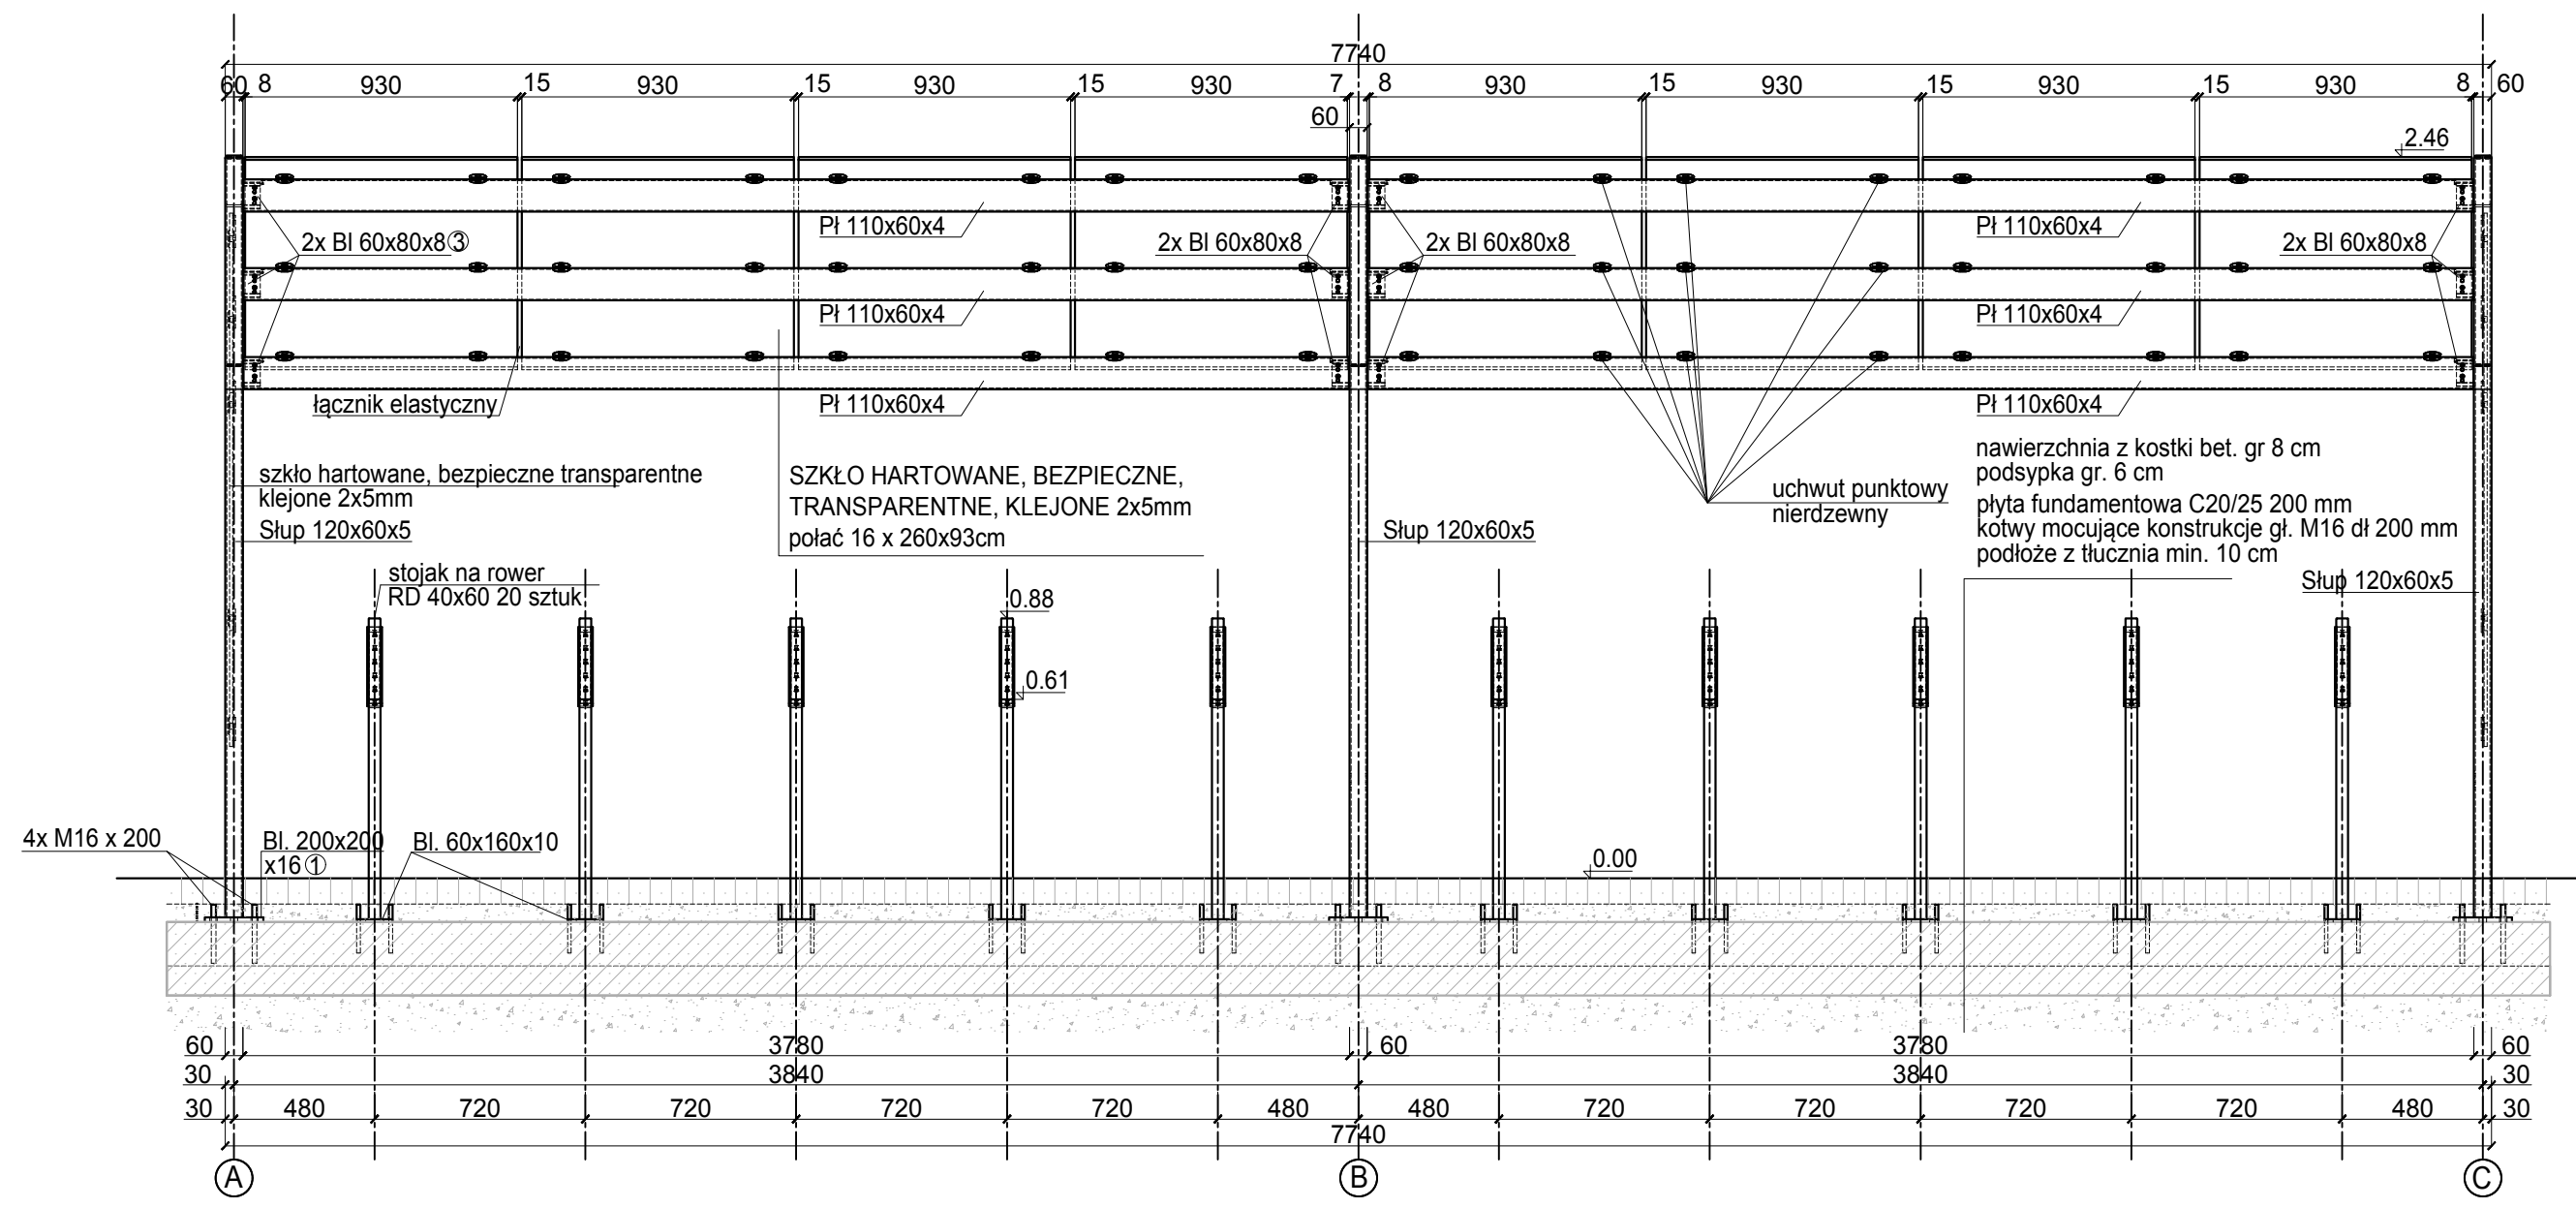 7740
60 8 930 15 930 15 930 15 930 7 8 930 15 930 15 930 15 930 8 60
60
2.46
Pł 110x60x4
Pł 110x60x4
2x Bl 60x80x8 ③
2x Bl 60x80x8
2x Bl 60x80x8
2x Bl 60x80x8
Pł 110x60x4
Pł 110x60x4
łącznik elastyczny
Pł 110x60x4
Pł 110x60x4
szkło hartowane, bezpieczne transparentne
klejone 2x5mm
Słup 120x60x5
SZKŁO HARTOWANE, BEZPIECZNE,
TRANSPARENTNE, KLEJONE 2x5mm
połać 16 x 260x93cm
Słup 120x60x5
uchwut punktowy
nierdzewny
nawierzchnia z kostki bet. gr 8 cm
podsypka gr. 6 cm
płyta fundamentowa C20/25 200 mm
kotwy mocujące konstrukcje gł. M16 dł 200 mm
podłoże z tłucznia min. 10 cm
Słup 120x60x5
stojak na rower
RD 40x60 20 sztuk
0.88
0.61
4x M16 x 200
Bl. 200x200
x16 ①
Bl. 60x160x10
0.00
60 3780 60 3780 60
30 3840 3840 30
30 480 720 720 720 720 480 480 720 720 720 720 480 30
7740
A B C